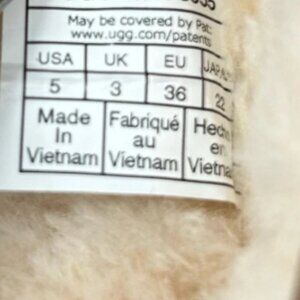 May be covered by Pat:
www.ugg.com/patents
USA UK EU
5 3 36 22
Made Fabriqué Hecho
In au en
Vietnam Vietnam Vietna